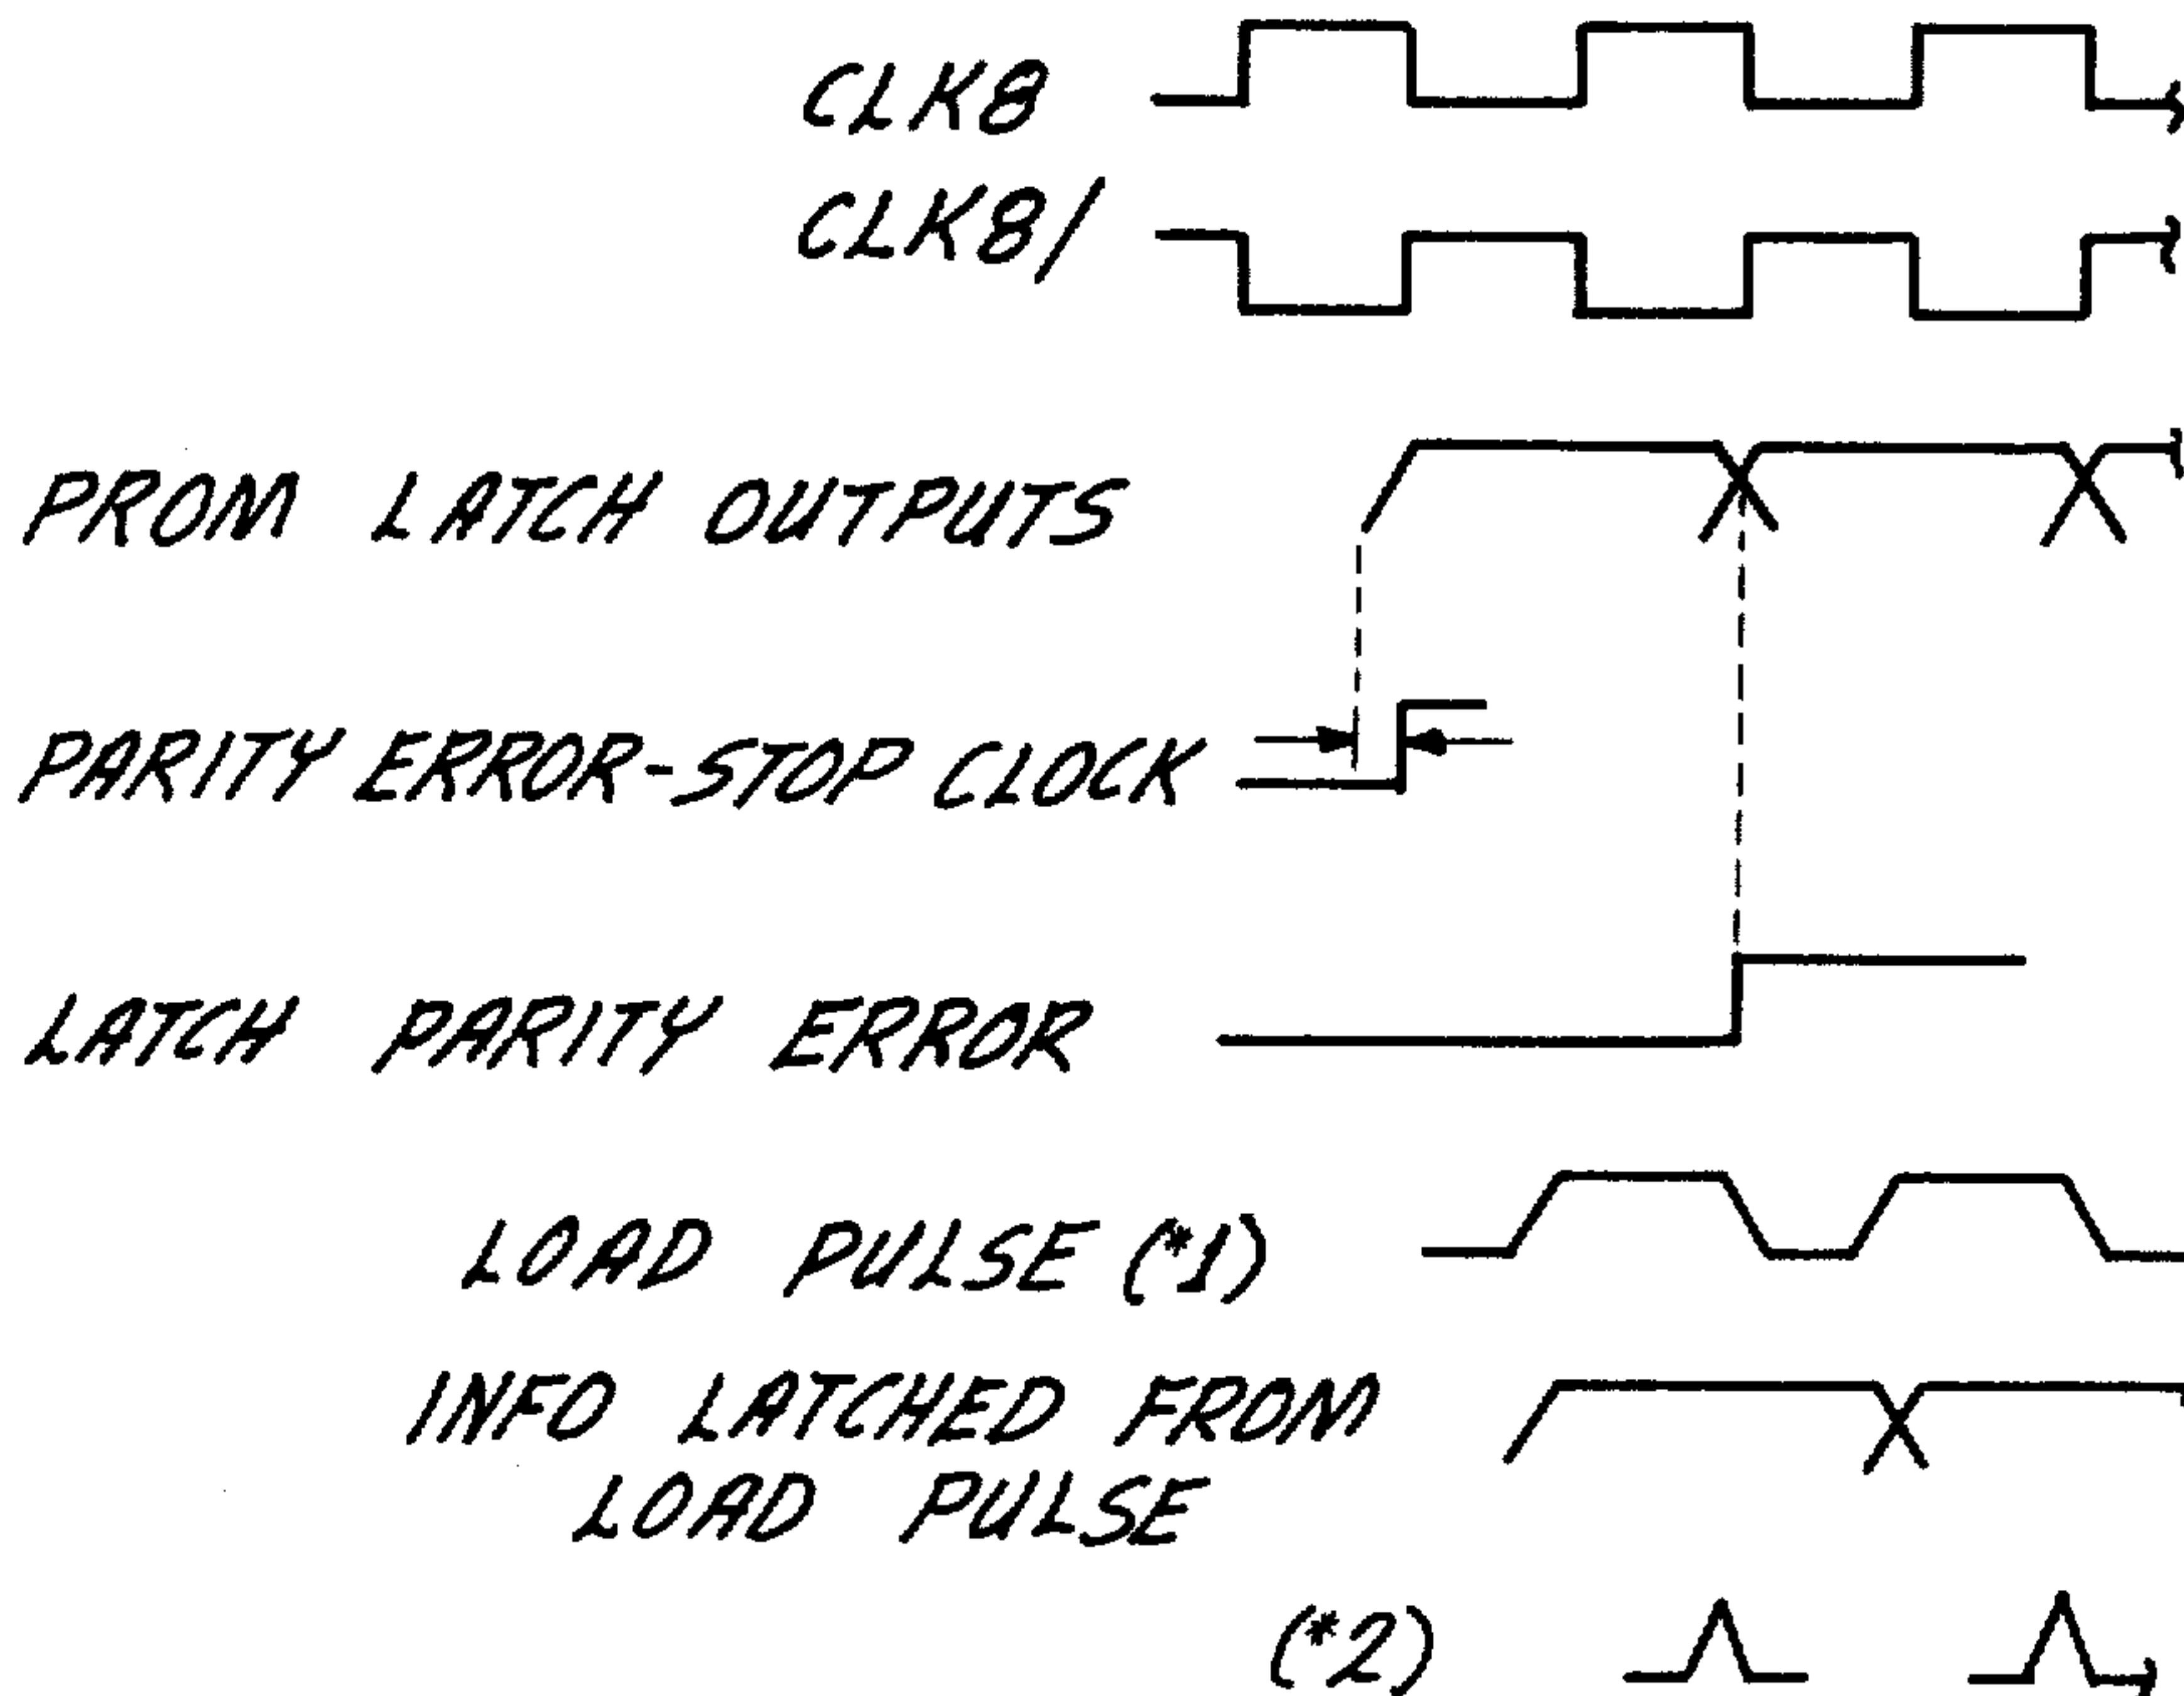 CLK8
CLK8/
PROM LATCH OUTPUTS
PARITY ERROR-STOP CLOCK
LATCH PARITY ERROR
LOAD PULSE (*1)
INFO LATCHED FROM
LOAD PULSE
(*2)